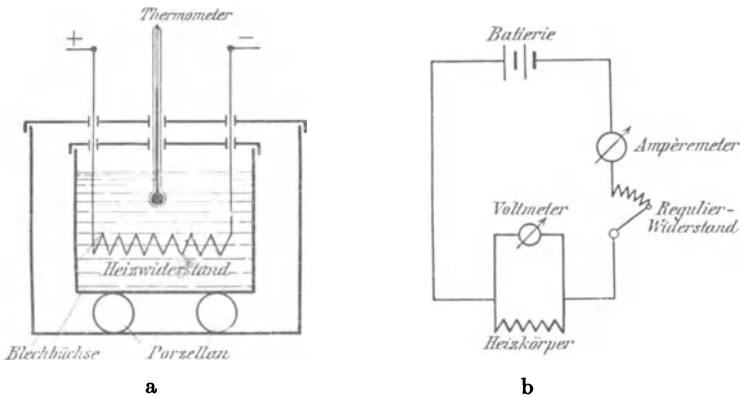 Thermometer
+ −
Heizwiderstand
Blechbüchse Porzellan
a
Batterie
Ampèremeter
Regulier-
Widerstand
Voltmeter
Heizkörper
b